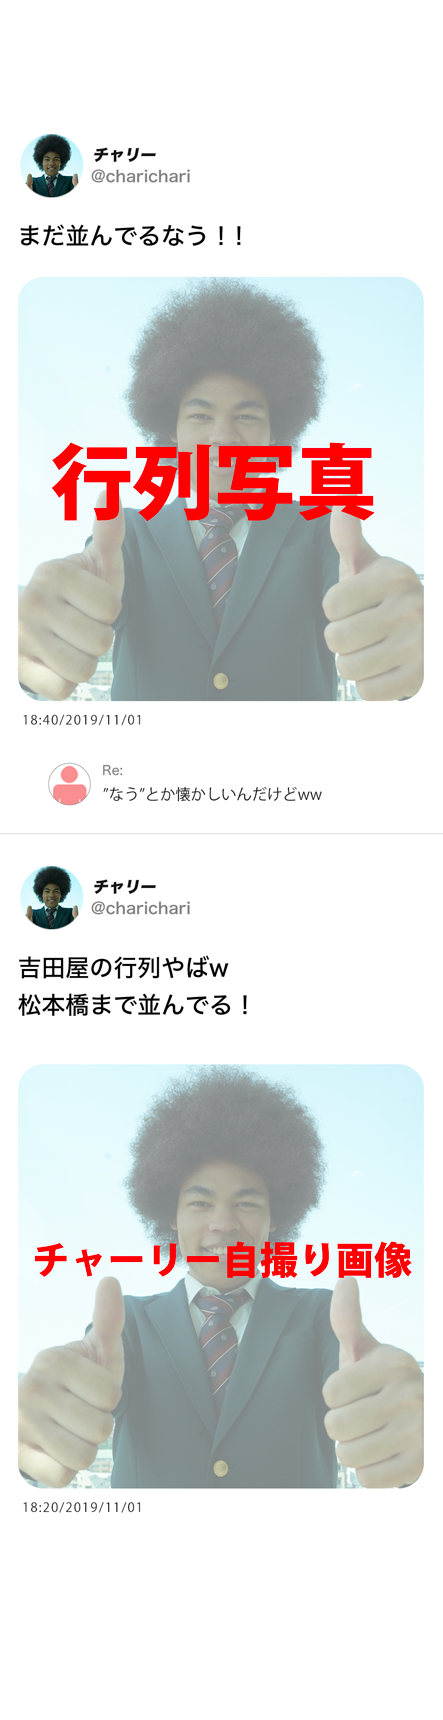 チャリー
@charichari
まだ並んでるなう！！
行列写真
18:40/2019/11/01
Re:
”なう”とか懐かしいんだけどww
チャリー
@charichari
吉田屋の行列やばw
松本橋まで並んでる！
チャーリー自撮り画像
18:20/2019/11/01